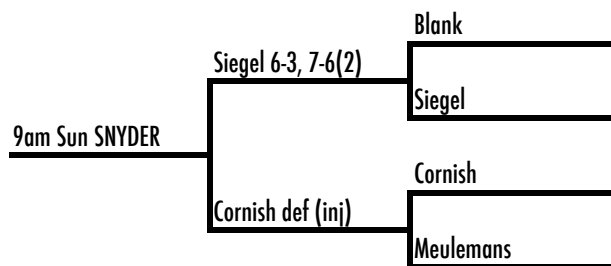 Blank
Siegel 6-3, 7-6(2)
Siegel
9am Sun SNYDER
Cornish
Cornish def (inj)
Meulemans